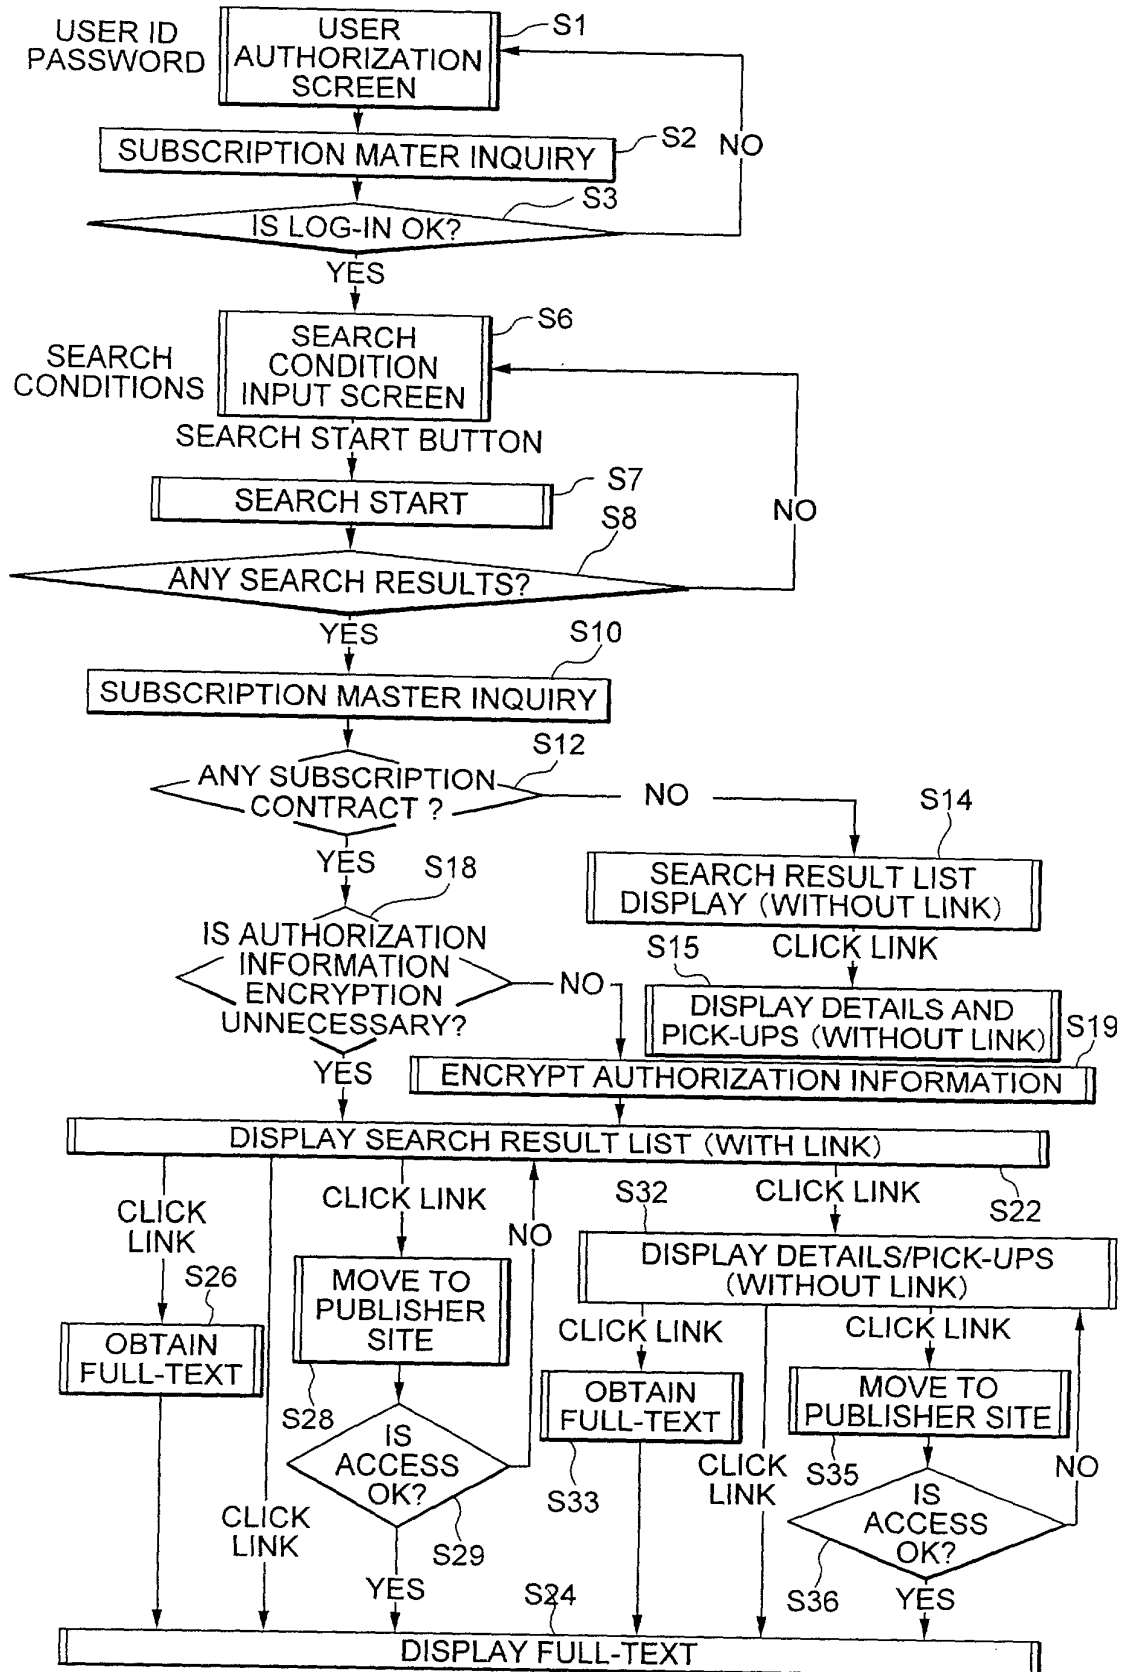 USER ID
PASSWORD
USER
AUTHORIZATION
SCREEN
S1
NO
SUBSCRIPTION MATER INQUIRY
S2
S3
IS LOG-IN OK?
YES
S6
SEARCH
CONDITIONS
SEARCH
CONDITION
INPUT SCREEN
SEARCH START BUTTON
S7
SEARCH START
NO
S8
ANY SEARCH RESULTS?
YES
S10
SUBSCRIPTION MASTER INQUIRY
S12
ANY SUBSCRIPTION
CONTRACT ?
NO
S14
YES
S18
SEARCH RESULT LIST
DISPLAY (WITHOUT LINK)
CLICK LINK
IS AUTHORIZATION
INFORMATION
ENCRYPTION
UNNECESSARY?
NO
S15
DISPLAY DETAILS AND
PICK-UPS (WITHOUT LINK)
S19
YES
ENCRYPT AUTHORIZATION INFORMATION
DISPLAY SEARCH RESULT LIST (WITH LINK)
S22
CLICK
LINK
CLICK LINK
NO
S32
CLICK LINK
DISPLAY DETAILS/PICK-UPS
(WITHOUT LINK)
S26
OBTAIN
FULL-TEXT
MOVE TO
PUBLISHER
SITE
S28
CLICK LINK
CLICK LINK
OBTAIN
FULL-TEXT
S33
MOVE TO
PUBLISHER SITE
S35
NO
IS
ACCESS
OK?
S29
CLICK
LINK
CLICK
LINK
IS
ACCESS
OK?
S36
YES
YES
S24
DISPLAY FULL-TEXT